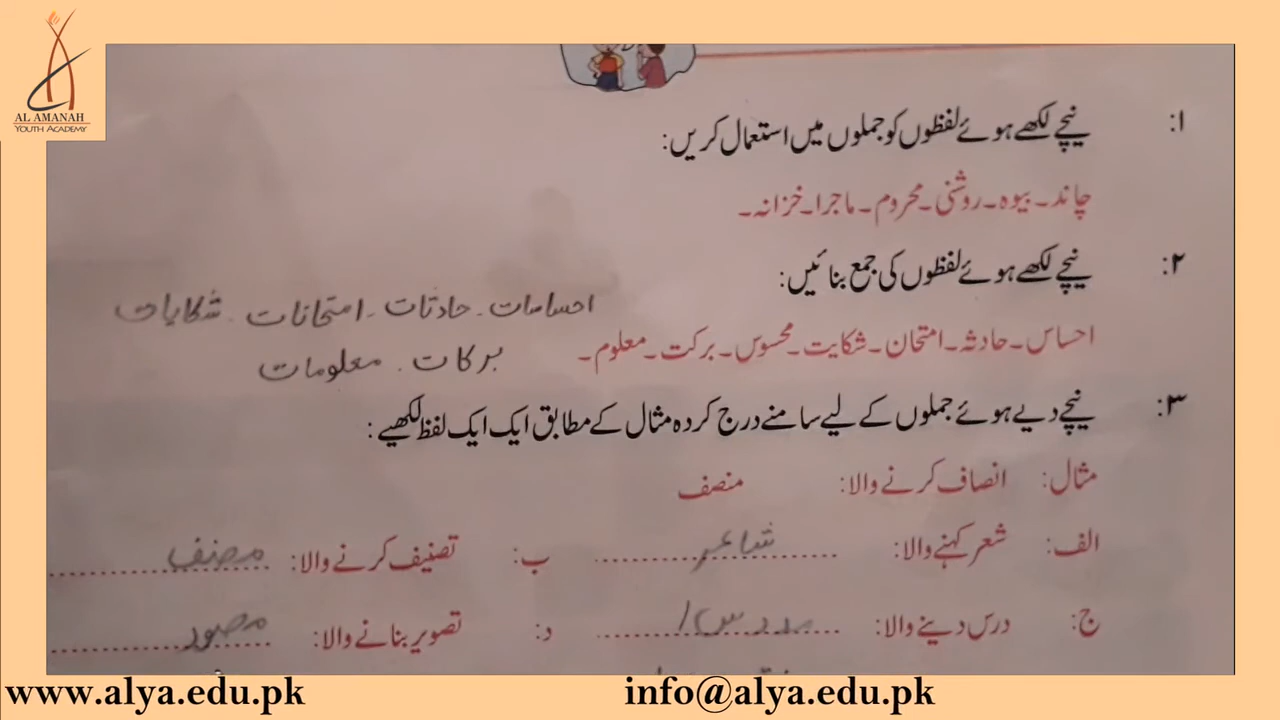 AL AMANAH
YOUTH ACADEMY
۱: نیچے لکھے ہوئے لفظوں کو جملوں میں استعمال کریں:
چاند۔ بیوہ۔ روشنی۔ محروم۔ ماجرا۔ خزانہ۔
۲: نیچے لکھے ہوئے لفظوں کی جمع بنائیں:
احساسات۔ حادثات۔ امتحانات۔ شکایات
احساس۔ حادثہ۔ امتحان۔ شکایت۔ محسوس۔ برکت۔ معلوم۔
برکات۔ معلومات
۳: نیچے دیے ہوئے جملوں کے لیے سامنے درج کردہ مثال کے مطابق ایک ایک لفظ لکھیے:
مثال: انصاف کرنے والا: منصف
الف: شعر کہنے والا: شاعر ب: تصنیف کرنے والا: مصنف
ج: درس دینے والا: مدرس/ د: تصویر بنانے والا: مصور
www.alya.edu.pk info@alya.edu.pk